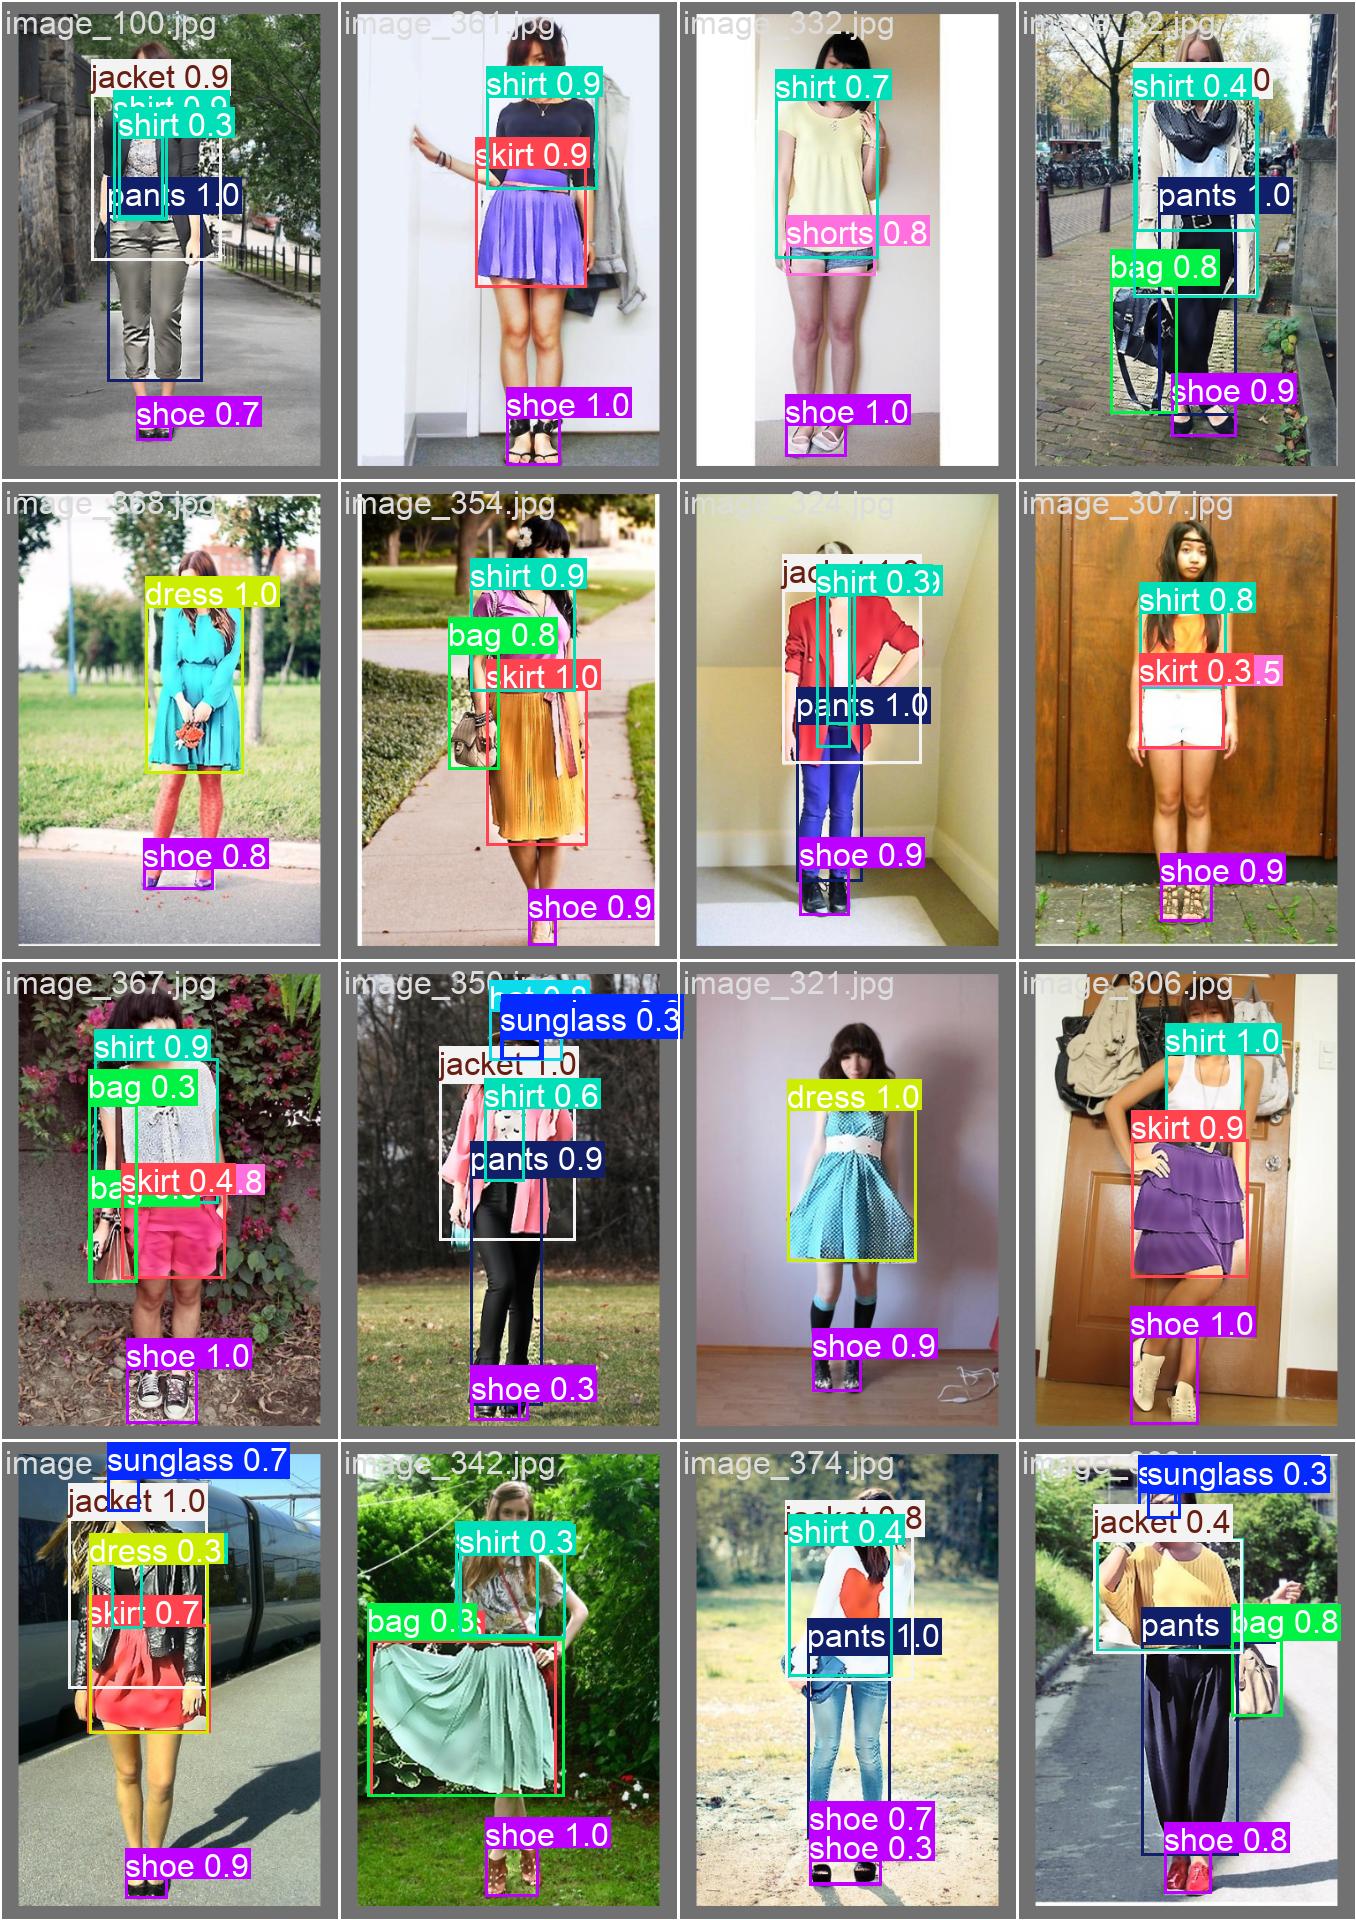 image_100.jpg
jacket 0.9
shirt 0.9
shirt 0.3
pants 1.0
shoe 0.7
image_361.jpg
shirt 0.9
skirt 0.9
shoe 1.0
image_332.jpg
shirt 0.7
shorts 0.8
shoe 1.0
image_32.jpg
shirt 0.4
0
pants 1.0
bag 0.8
shoe 0.9
image_368.jpg
dress 1.0
shoe 0.8
image_354.jpg
shirt 0.9
bag 0.8
skirt 1.0
shoe 0.9
image_324.jpg
shirt 0.3
pants 1.0
shoe 0.9
image_307.jpg
shirt 0.8
skirt 0.3
.5
shoe 0.9
image_367.jpg
shirt 0.9
bag 0.3
skirt 0.4
.8
shoe 1.0
sunglass 0.3
jacket 1.0
shirt 0.6
pants 0.9
shoe 0.3
image_321.jpg
dress 1.0
shoe 0.9
image_306.jpg
shirt 1.0
skirt 0.9
shoe 1.0
image_
sunglass 0.7
jacket 1.0
dress 0.3
skirt 0.7
shoe 0.9
image_342.jpg
shirt 0.3
bag 0.3
shoe 1.0
image_374.jpg
shirt 0.4
pants 1.0
shoe 0.7
shoe 0.3
sunglass 0.3
jacket 0.4
pants
bag 0.8
shoe 0.8